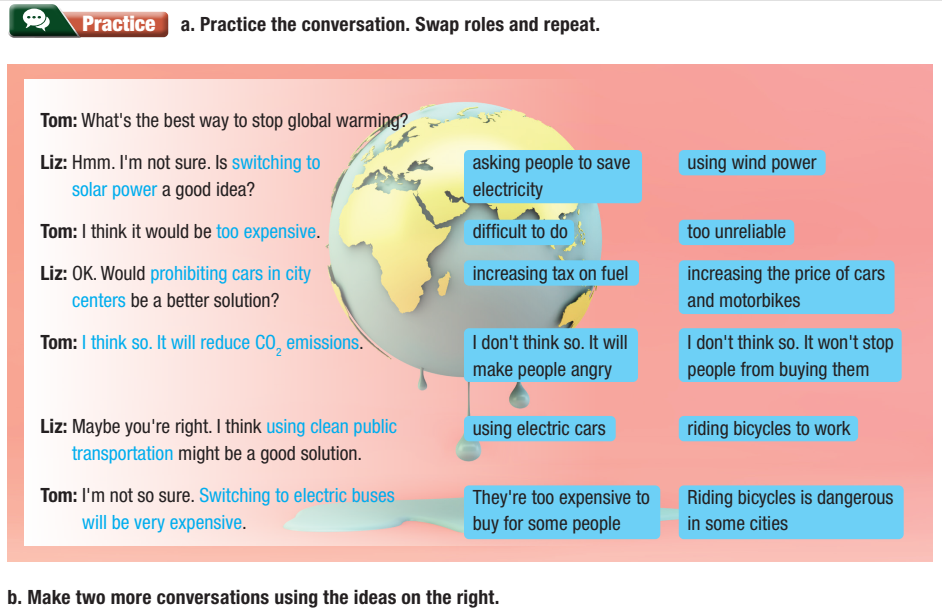 Practice a. Practice the conversation. Swap roles and repeat.
Tom: What's the best way to stop global warming?
Liz: Hmm. I'm not sure. Is switching to
solar power a good idea?
asking people to save
electricity
using wind power
Tom: I think it would be too expensive.
difficult to do
too unreliable
Liz: OK. Would prohibiting cars in city
centers be a better solution?
increasing tax on fuel
increasing the price of cars
and motorbikes
Tom: I think so. It will reduce CO₂ emissions.
I don't think so. It will
make people angry
I don't think so. It won't stop
people from buying them
Liz: Maybe you're right. I think using clean public
transportation might be a good solution.
using electric cars
riding bicycles to work
Tom: I'm not so sure. Switching to electric buses
will be very expensive.
They're too expensive to
buy for some people
Riding bicycles is dangerous
in some cities
b. Make two more conversations using the ideas on the right.